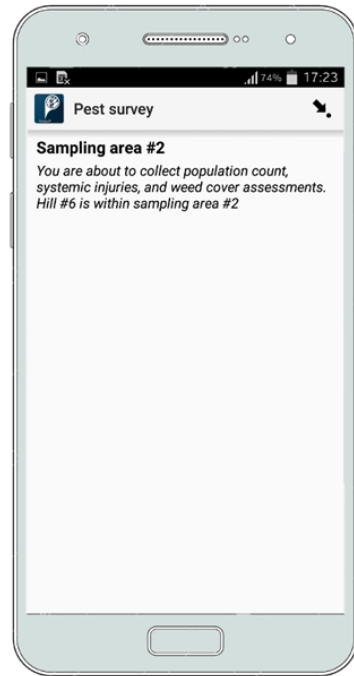 74% 17:23
Pest survey
Sampling area #2
You are about to collect population count,
systemic injuries, and weed cover assessments.
Hill #6 is within sampling area #2